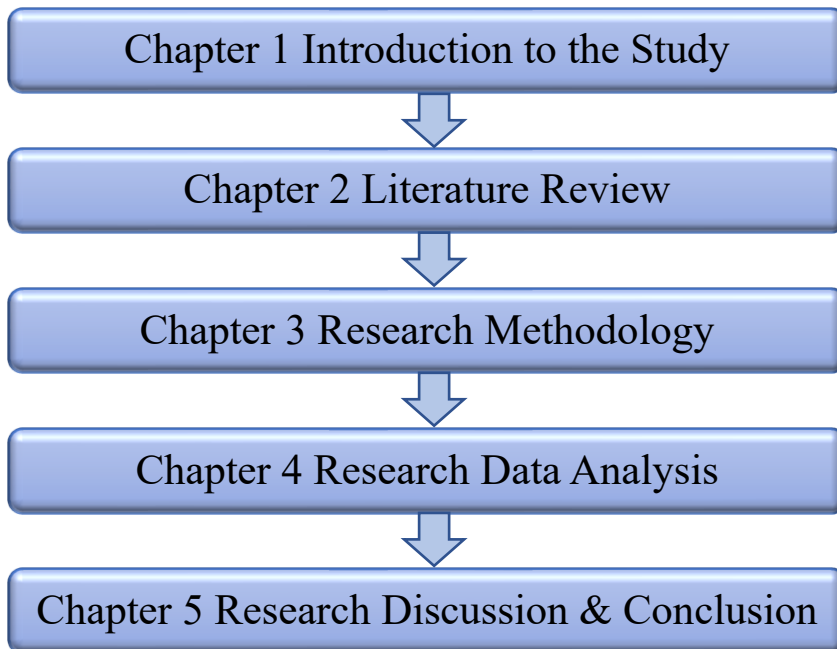 Chapter 1 Introduction to the Study
Chapter 2 Literature Review
Chapter 3 Research Methodology
Chapter 4 Research Data Analysis
Chapter 5 Research Discussion & Conclusion